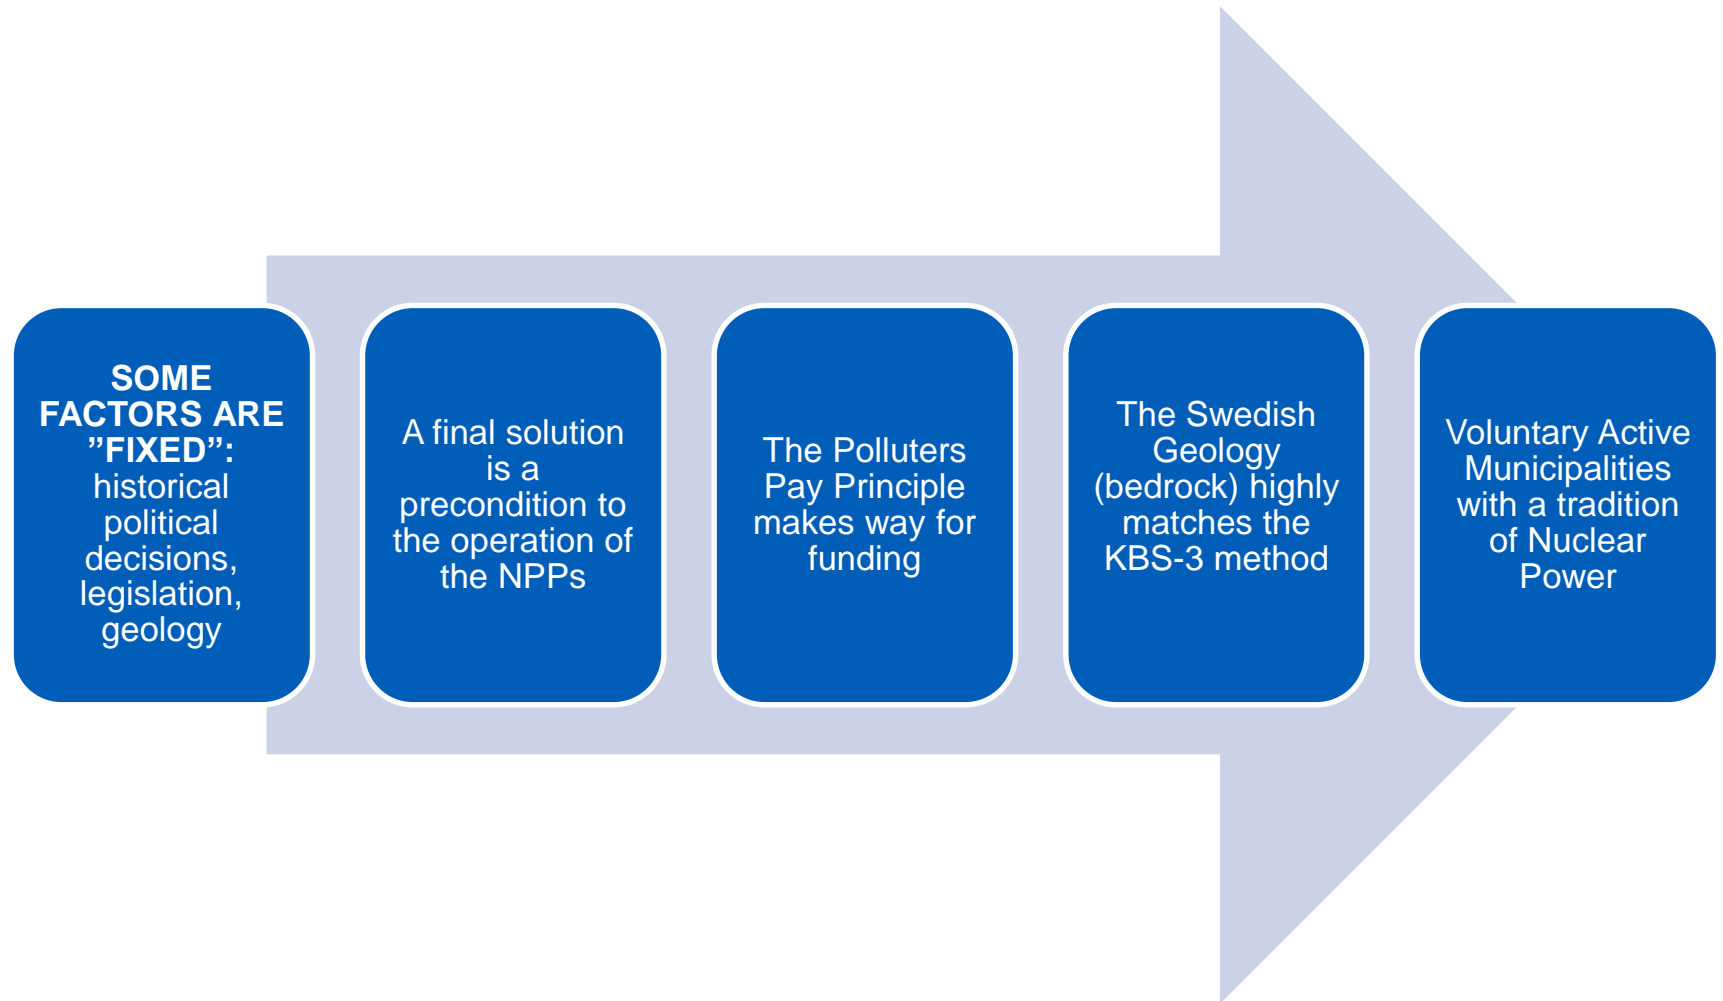 SOME
FACTORS ARE
”FIXED”:
historical
political
decisions,
legislation,
geology
A final solution
is a
precondition to
the operation of
the NPPs
The Polluters
Pay Principle
makes way for
funding
The Swedish
Geology
(bedrock) highly
matches the
KBS-3 method
Voluntary Active
Municipalities
with a tradition
of Nuclear
Power